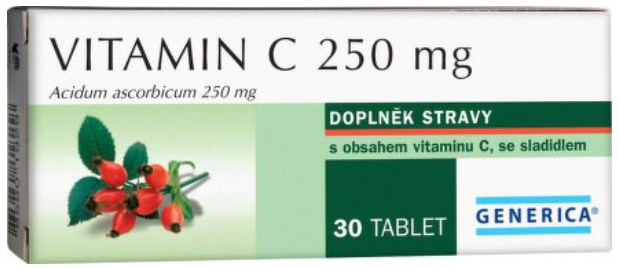 VITAMIN C 250 mg
Acidum ascorbicum 250 mg
DOPLNĚK STRAVY
s obsahem vitaminu C, se sladidlem
30 TABLET
GENERICA®